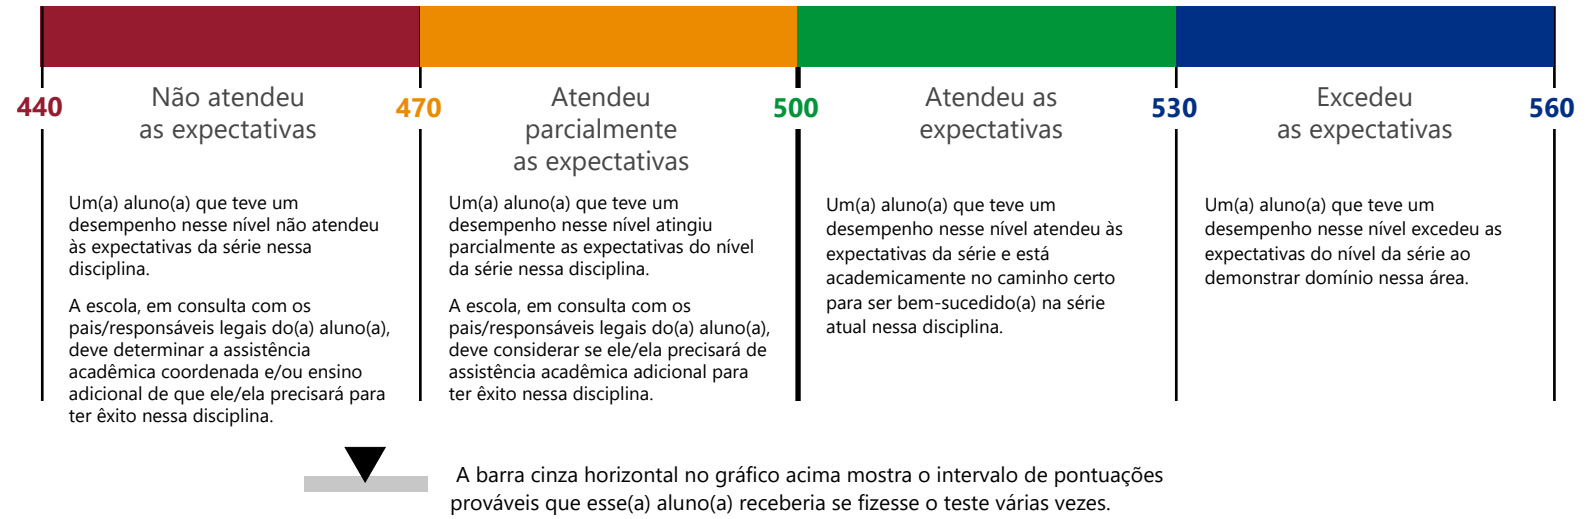 440
Não atendeu
as expectativas
470
Atendeu
parcialmente
as expectativas
500
Atendeu as
expectativas
530
Excedeu
as expectativas
560
Um(a) aluno(a) que teve um
desempenho nesse nível não atendeu
às expectativas da série nessa
disciplina.
A escola, em consulta com os
pais/responsáveis legais do(a) aluno(a),
deve determinar a assistência
acadêmica coordenada e/ou ensino
adicional de que ele/ela precisará para
ter êxito nessa disciplina.
Um(a) aluno(a) que teve um
desempenho nesse nível atingiu
parcialmente as expectativas do nível
da série nessa disciplina.
A escola, em consulta com os
pais/responsáveis legais do(a) aluno(a),
deve considerar se ele/ela precisará de
assistência acadêmica adicional para
ter êxito nessa disciplina.
Um(a) aluno(a) que teve um
desempenho nesse nível atendeu às
expectativas da série e está
academicamente no caminho certo
para ser bem-sucedido(a) na série
atual nessa disciplina.
Um(a) aluno(a) que teve um
desempenho nesse nível excedeu as
expectativas do nível da série ao
demonstrar domínio nessa área.
A barra cinza horizontal no gráfico acima mostra o intervalo de pontuações
prováveis que esse(a) aluno(a) receberia se fizesse o teste várias vezes.